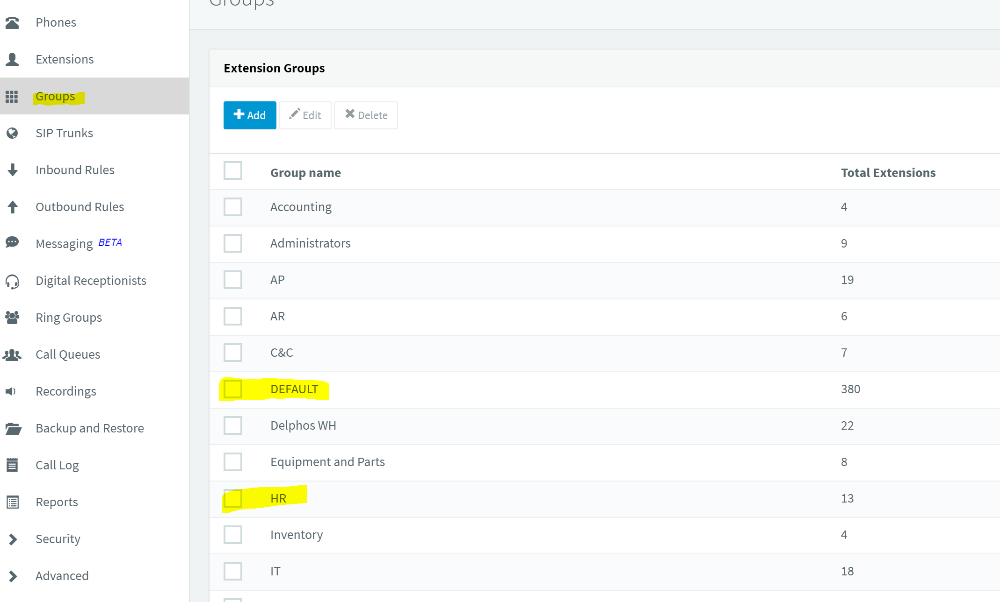 Groups
Phones
Extensions
Groups
SIP Trunks
Inbound Rules
Outbound Rules
Messaging BETA
Digital Receptionists
Ring Groups
Call Queues
Recordings
Backup and Restore
Call Log
Reports
Security
Advanced
Extension Groups
Add Edit Delete
Group name Total Extensions
Accounting 4
Administrators 9
AP 19
AR 6
C&C 7
DEFAULT 380
Delphos WH 22
Equipment and Parts 8
HR 13
Inventory 4
IT 18